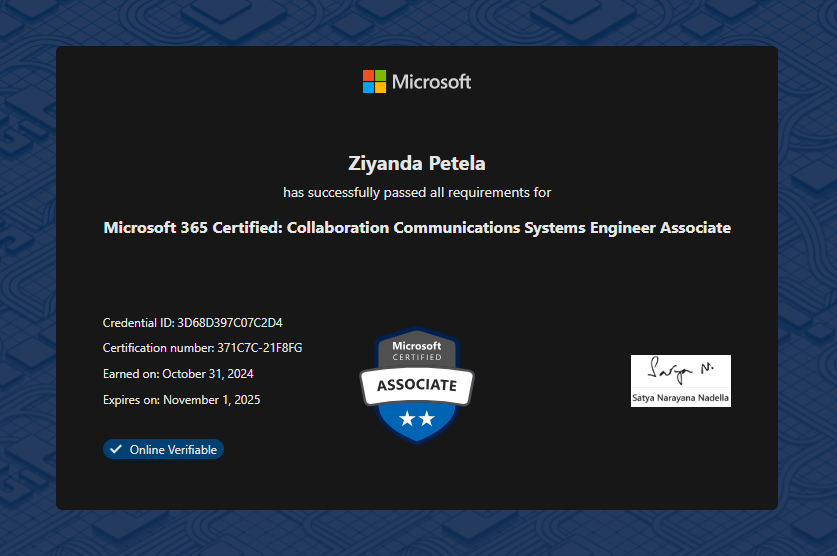 Microsoft
Ziyanda Petela
has successfully passed all requirements for
Microsoft 365 Certified: Collaboration Communications Systems Engineer Associate
Credential ID: 3D68D397C07C2D4
Certification number: 371C7C-21F8FG
Earned on: October 31, 2024
Expires on: November 1, 2025
Online Verifiable
Microsoft
CERTIFIED
ASSOCIATE
Satya N.
Satya Narayana Nadella